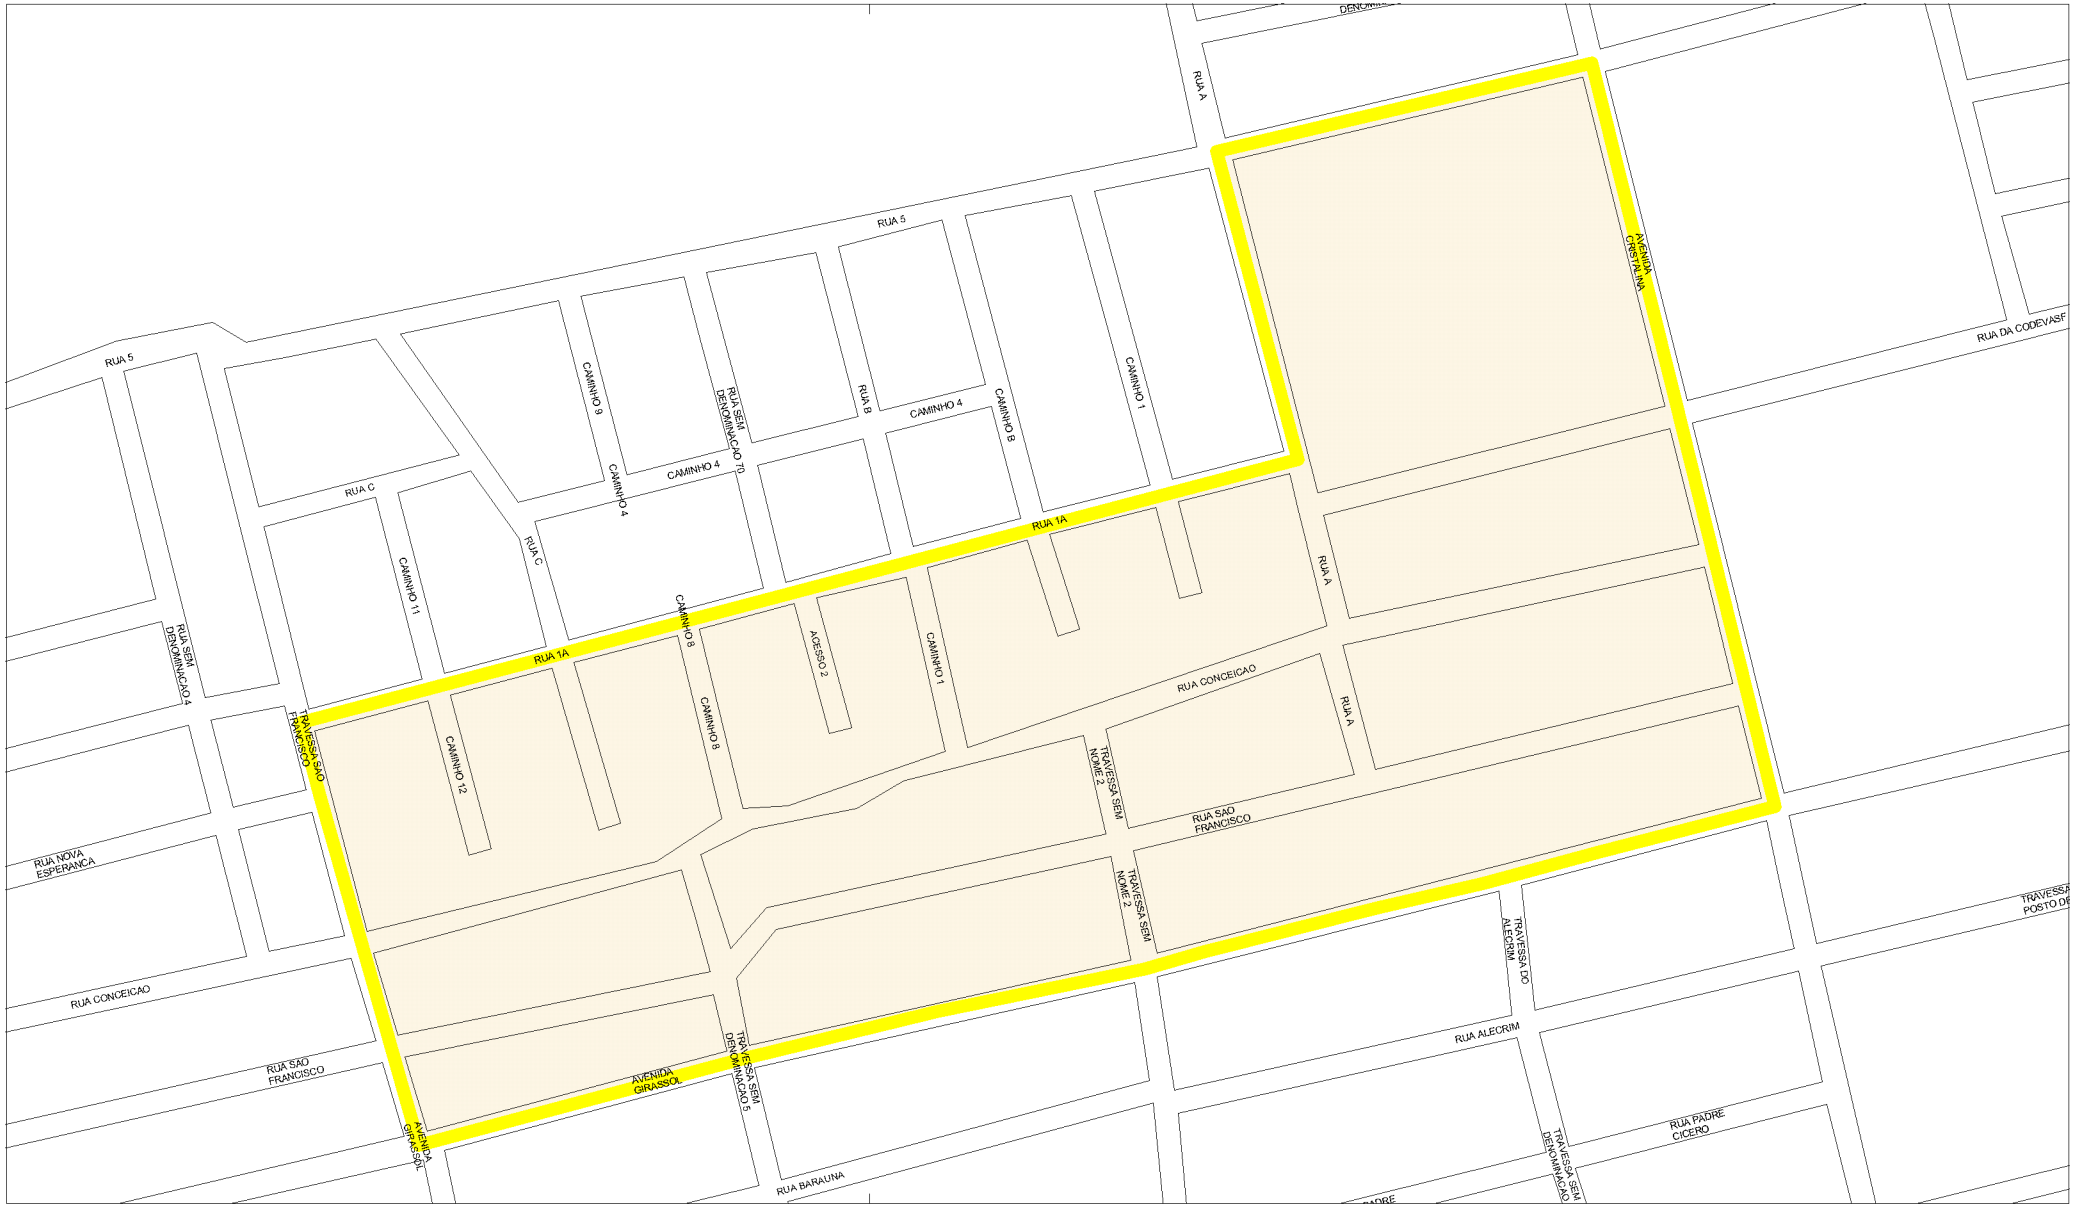 DENOMI
RUA A
RUA 5
AVENIDA
CRISTALINA
RUA DA CODEVASF
RUA 5
CAMINHO 9
RUA SEM
DENOMINACAO 70
RUA B
CAMINHO 4
CAMINHO B
CAMINHO 1
CAMINHO 4
CAMINHO 4
RUA C
RUA 1A
RUA C
CAMINHO 11
RUA A
CAMINHO 8
RUA SEM
DENOMINACAO 4
RUA 1A
ACESSO 2
CAMINHO 1
RUA CONCEICAO
CAMINHO 8
RUA A
TRAVESSA SAO
FRANCISCO
CAMINHO 12
TRAVESSA SEM
NOME 2
RUA SAO
FRANCISCO
RUA NOVA
ESPERANCA
TRAVESSA SEM
NOME 2
TRAVESSA
POSTO DE
TRAVESSA DO
ALECRIM
RUA CONCEICAO
RUA ALECRIM
RUA SAO
FRANCISCO
AVENIDA
GIRASSOL
TRAVESSA SEM
DENOMINACAO 5
RUA PADRE
CICERO
AVENIDA
GIRASSOL
TRAVESSA SEM
DENOMINACAO
RUA BARAUNA
PADRE